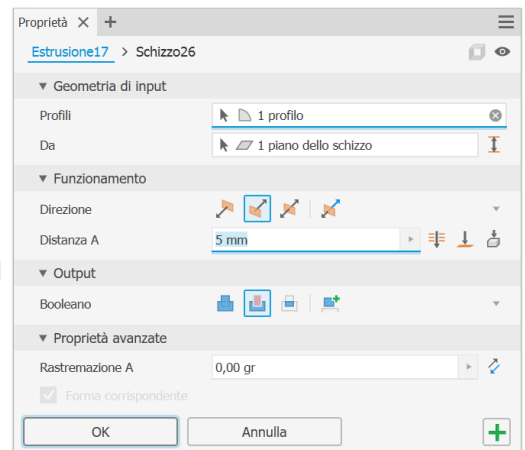 Proprietà
Estrusione17 > Schizzo26
Geometria di input
Profili 1 profilo
Da 1 piano dello schizzo
Funzionamento
Direzione
Distanza A 5 mm
Output
Booleano
Proprietà avanzate
Rastremazione A 0,00 gr
Forma corrispondente
OK Annulla